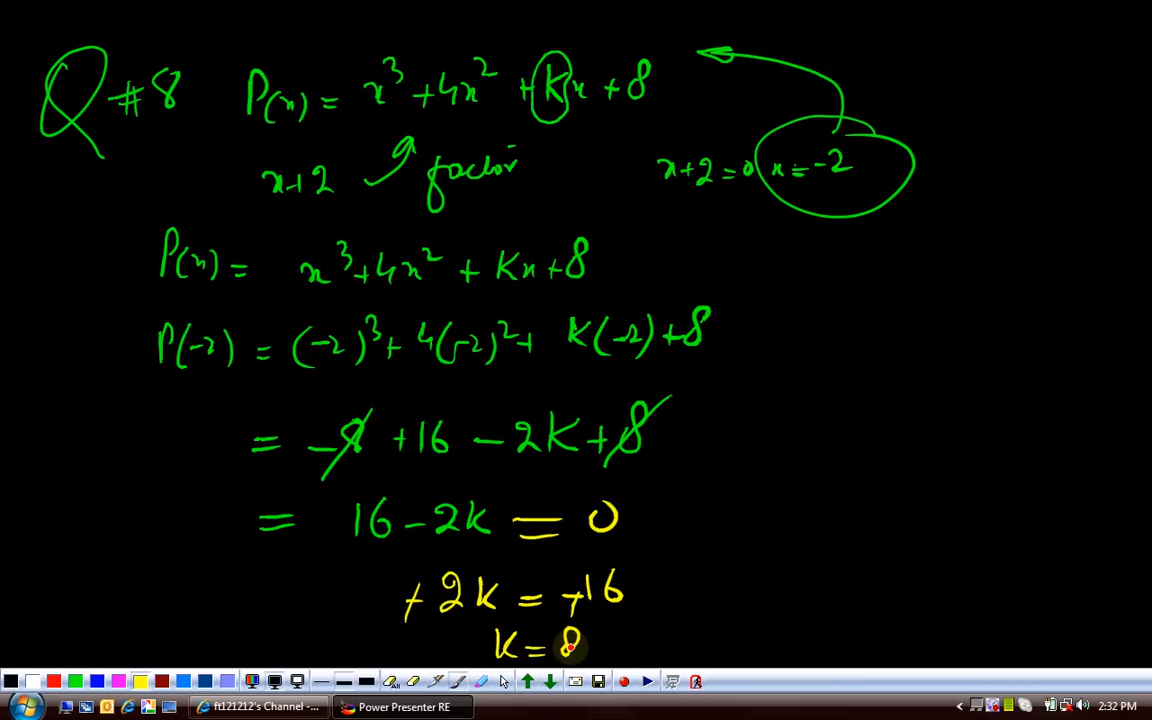 Q #8 P(x) = x³ + 4x² + Kx + 8
x+2 factor x+2=0 x=-2
P(x) = x³+4x² + Kx+8
P(-2) = (-2)³+ 4(-2)²+ K(-2)+8
= -8 +16 - 2K+8
= 16-2K = 0
+2K = +16
K=8
All
ft121212's Channel -...
Power Presenter RE
2:32 PM